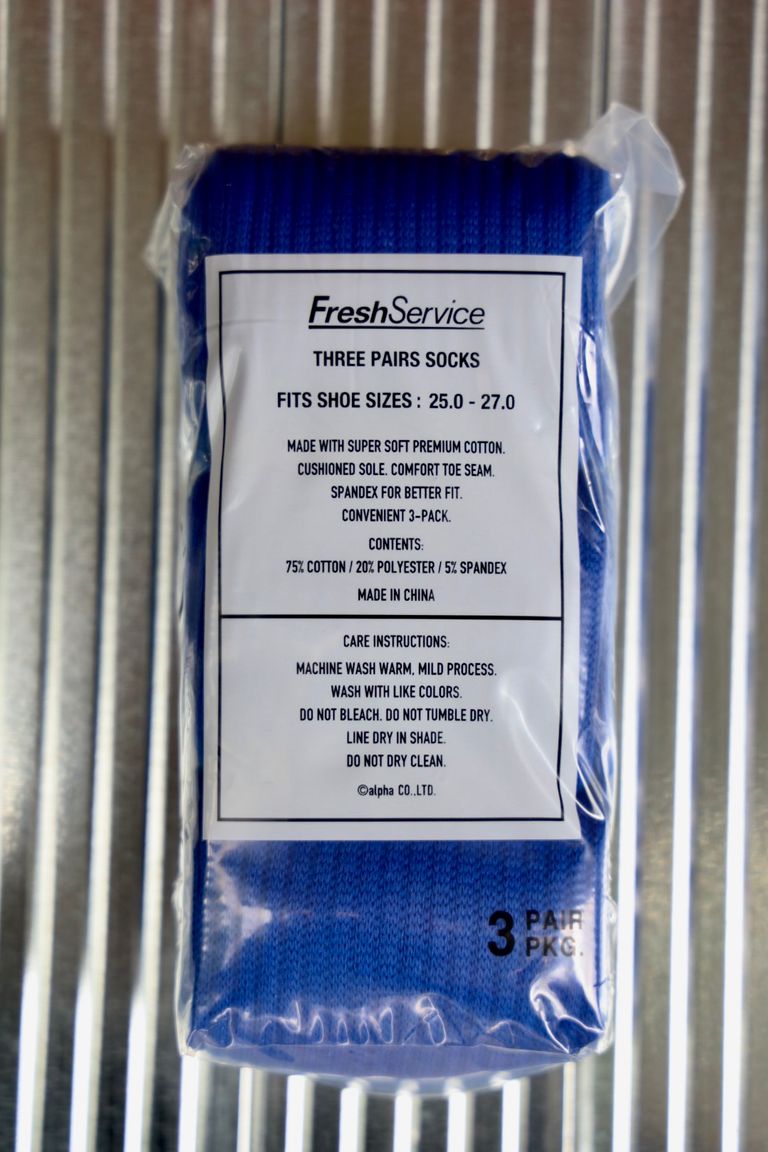 FreshService
THREE PAIRS SOCKS
FITS SHOE SIZES : 25.0 - 27.0
MADE WITH SUPER SOFT PREMIUM COTTON.
CUSHIONED SOLE. COMFORT TOE SEAM.
SPANDEX FOR BETTER FIT.
CONVENIENT 3-PACK.
CONTENTS:
75% COTTON / 20% POLYESTER / 5% SPANDEX
MADE IN CHINA
CARE INSTRUCTIONS:
MACHINE WASH WARM, MILD PROCESS.
WASH WITH LIKE COLORS.
DO NOT BLEACH. DO NOT TUMBLE DRY.
LINE DRY IN SHADE.
DO NOT DRY CLEAN.
©alpha CO.,LTD.
3 PAIR
PKG.